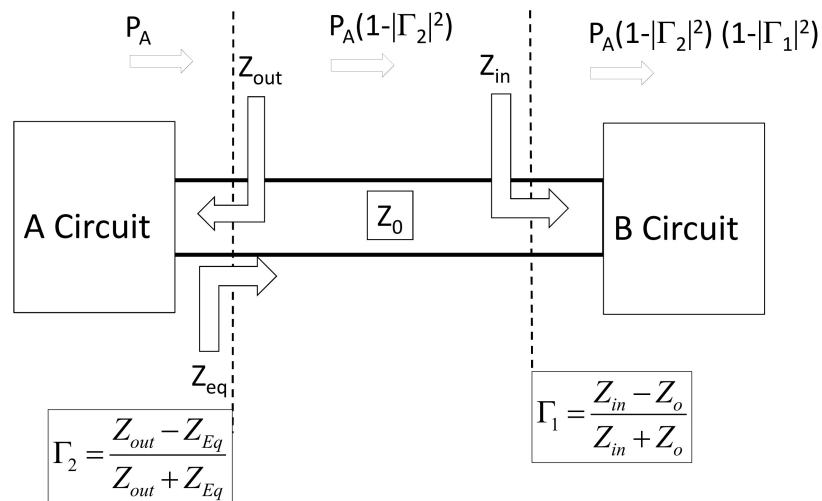 P_A
P_A(1-|Γ_2|²)
P_A(1-|Γ_2|²) (1-|Γ_1|²)
Z_out
Z_in
A Circuit
Z_0
B Circuit
Z_eq
Γ_2 = (Z_out − Z_Eq) / (Z_out + Z_Eq)
Γ_1 = (Z_in − Z_o) / (Z_in + Z_o)